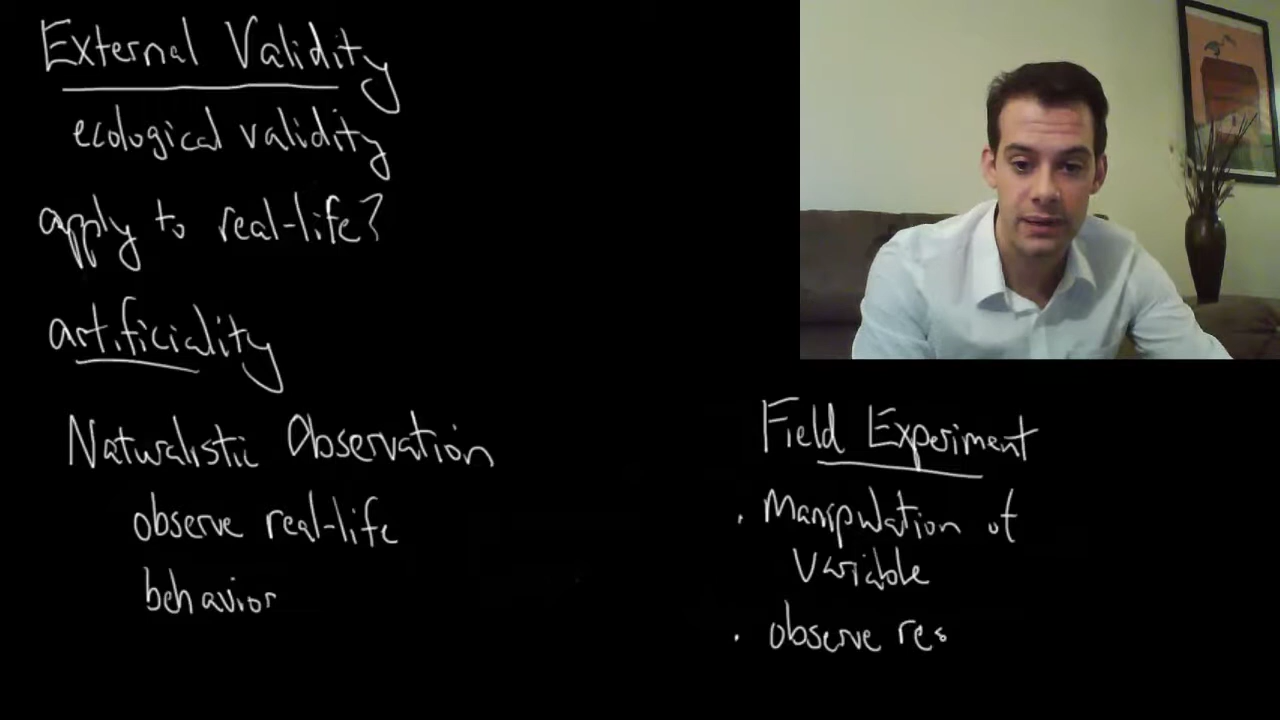 External Validity
ecological validity
apply to real-life?
artificiality
Naturalistic Observation
observe real-life
behavior
Field Experiment
. Manipulation of
variable
. observe res